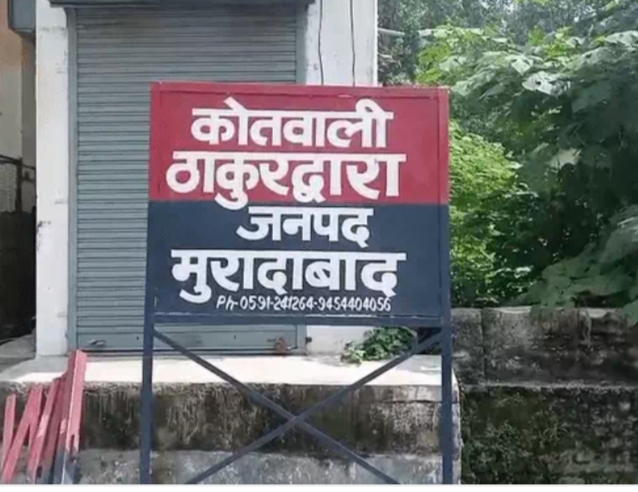 कोतवाली
ठाकुरद्वारा
जनपद
मुरादाबाद
Ph-0591-241264-9454404056